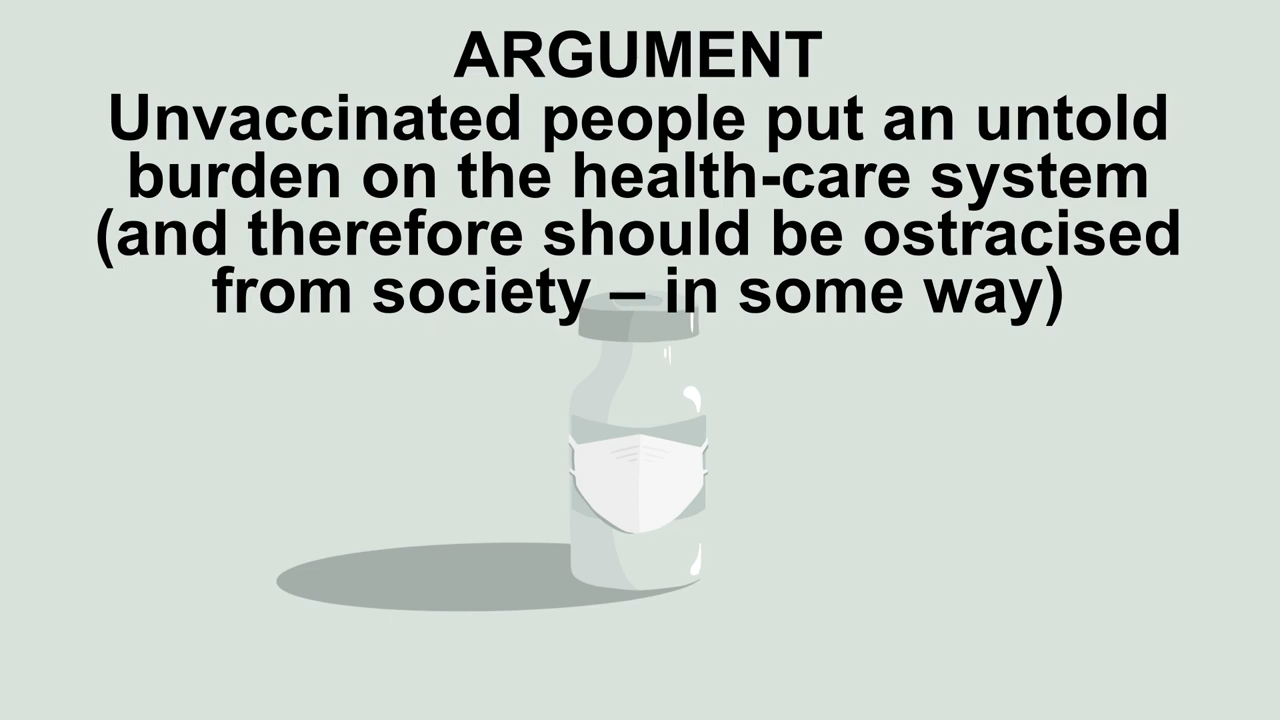 ARGUMENT
Unvaccinated people put an untold
burden on the health-care system
(and therefore should be ostracised
from society – in some way)